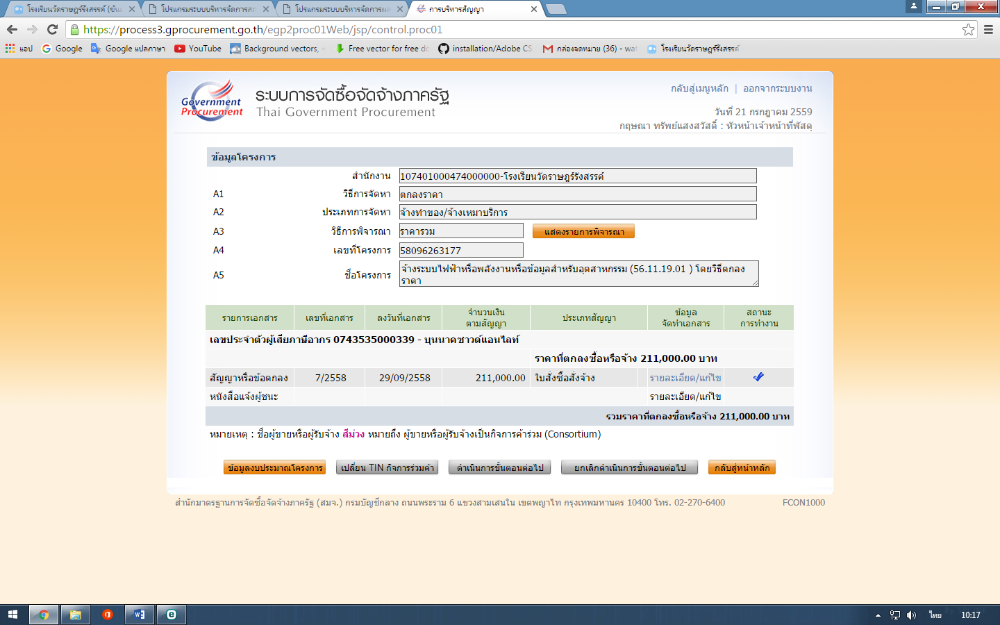 โรงเรียนวัดราษฎร์รังสรรค์ (ชั้นเ
โปรแกรมระบบบริหารจัดการสถ
โปรแกรมระบบบริหารจัดการผล
การบริหารสัญญา
https://process3.gprocurement.go.th/egp2proc01Web/jsp/control.proc01
แอป
Google
Google แปลภาษา
YouTube
Background vectors, -
Free vector for free do
installation/Adobe CS
กล่องจดหมาย (36) - wat
โรงเรียนวัดราษฎร์รังสรรค์
Government
Procurement
ระบบการจัดซื้อจัดจ้างภาครัฐ
Thai Government Procurement
กลับสู่เมนูหลัก | ออกจากระบบงาน
วันที่ 21 กรกฎาคม 2559
กฤษณา ทรัพย์แสงสวัสดิ์ : หัวหน้าเจ้าหน้าที่พัสดุ
ข้อมูลโครงการ
สำนักงาน 107401000474000000-โรงเรียนวัดราษฎร์รังสรรค์
A1 วิธีการจัดหา ตกลงราคา
A2 ประเภทการจัดหา จ้างทำของ/จ้างเหมาบริการ
A3 วิธีการพิจารณา ราคารวม แสดงรายการพิจารณา
A4 เลขที่โครงการ 58096263177
A5 ชื่อโครงการ จ้างระบบไฟฟ้าหรือพลังงานหรือข้อมูลสำหรับอุตสาหกรรม (56.11.19.01 ) โดยวิธีตกลง
ราคา
รายการเอกสาร เลขที่เอกสาร ลงวันที่เอกสาร จำนวนเงิน ตามสัญญา ประเภทสัญญา ข้อมูล จัดทำเอกสาร สถานะ การทำงาน
เลขประจำตัวผู้เสียภาษีอากร 0743535000339 - บุนนาคซาวด์แอนไลท์
ราคาที่ตกลงซื้อหรือจ้าง 211,000.00 บาท
สัญญาหรือข้อตกลง 7/2558 29/09/2558 211,000.00 ใบสั่งซื้อสั่งจ้าง รายละเอียด/แก้ไข
หนังสือแจ้งผู้ชนะ รายละเอียด/แก้ไข
รวมราคาที่ตกลงซื้อหรือจ้าง 211,000.00 บาท
หมายเหตุ : ชื่อผู้ขายหรือผู้รับจ้าง สีม่วง หมายถึง ผู้ขายหรือผู้รับจ้างเป็นกิจการค้าร่วม (Consortium)
ข้อมูลงบประมาณโครงการ เปลี่ยน TIN กิจการร่วมค้า ดำเนินการขั้นตอนต่อไป ยกเลิกดำเนินการขั้นตอนต่อไป กลับสู่หน้าหลัก
สำนักมาตรฐานการจัดซื้อจัดจ้างภาครัฐ (สมจ.) กรมบัญชีกลาง ถนนพระราม 6 แขวงสามเสนใน เขตพญาไท กรุงเทพมหานคร 10400 โทร. 02-270-6400 FCON1000
ไทย 10:17